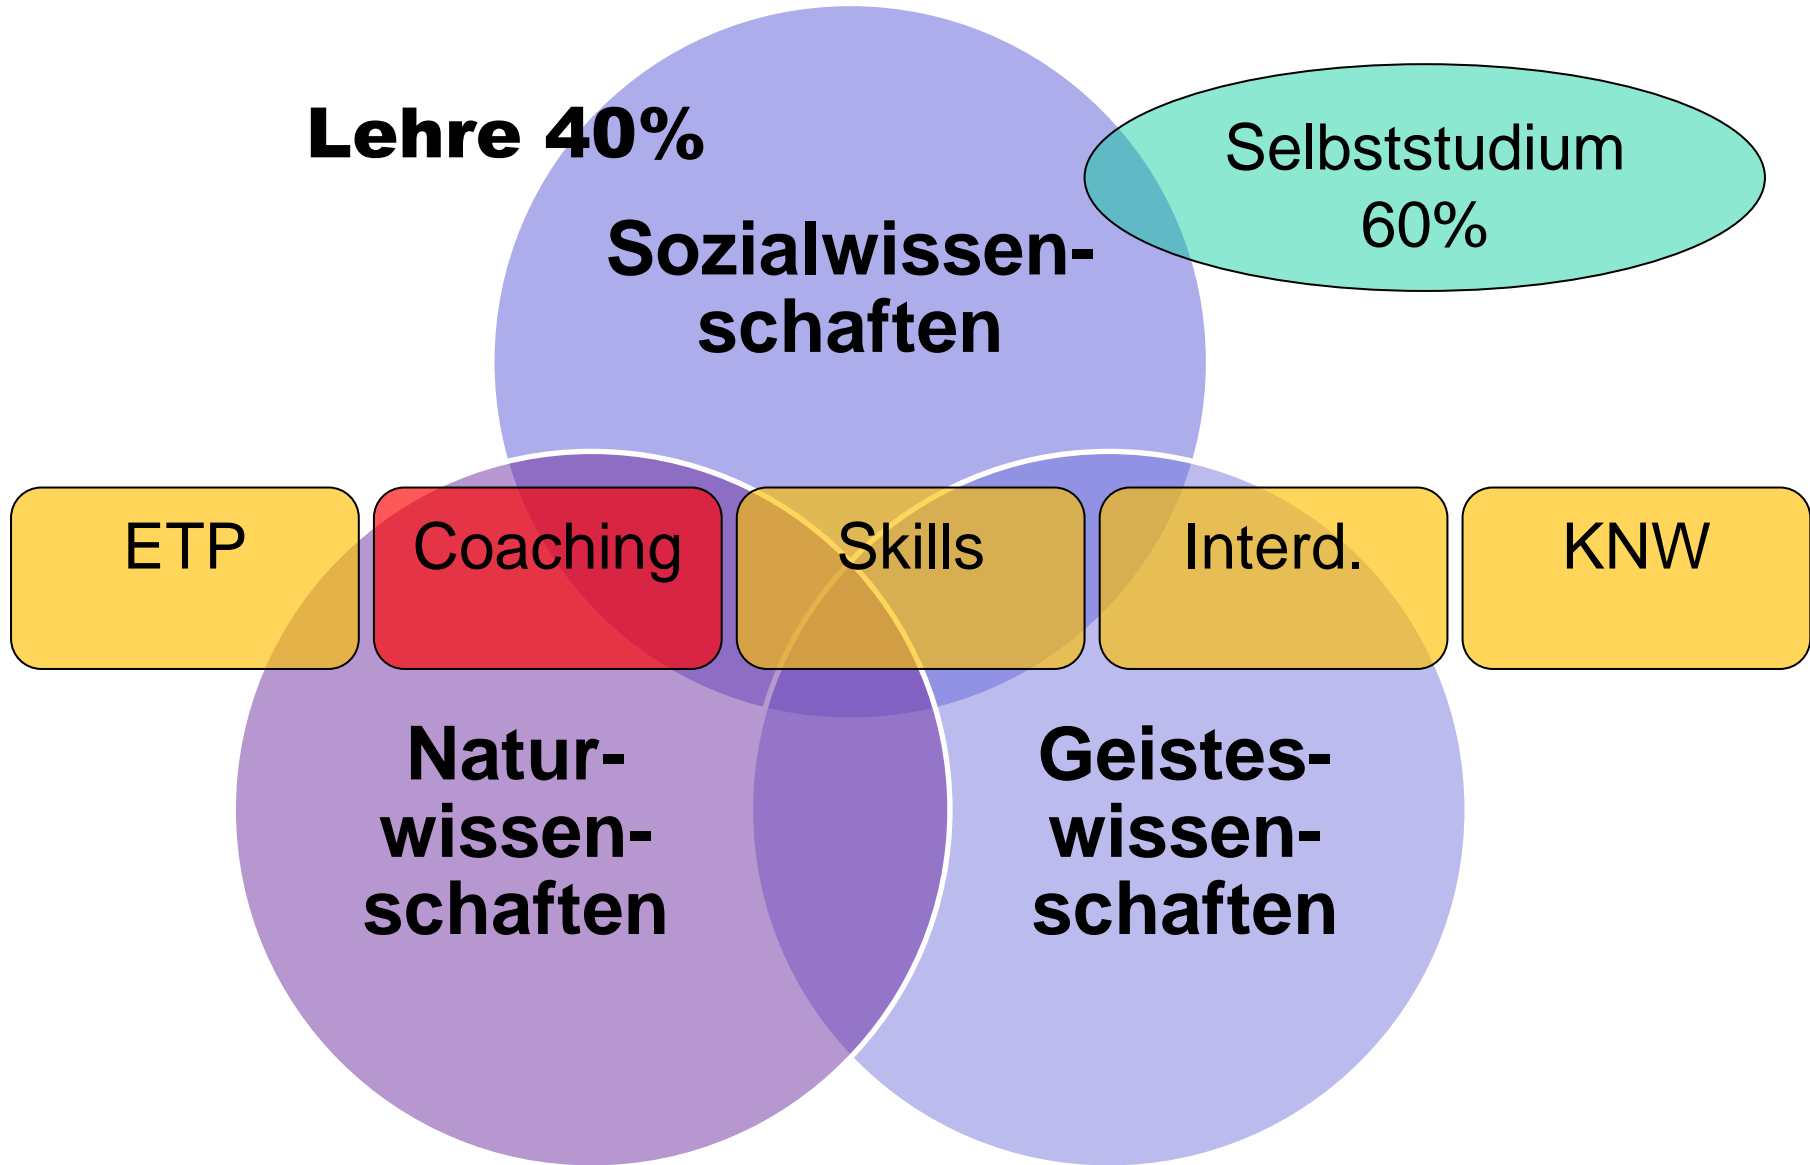 Lehre 40%
Selbststudium
60%
Sozialwissen-
schaften
ETP
Coaching
Skills
Interd.
KNW
Natur-
wissen-
schaften
Geistes-
wissen-
schaften